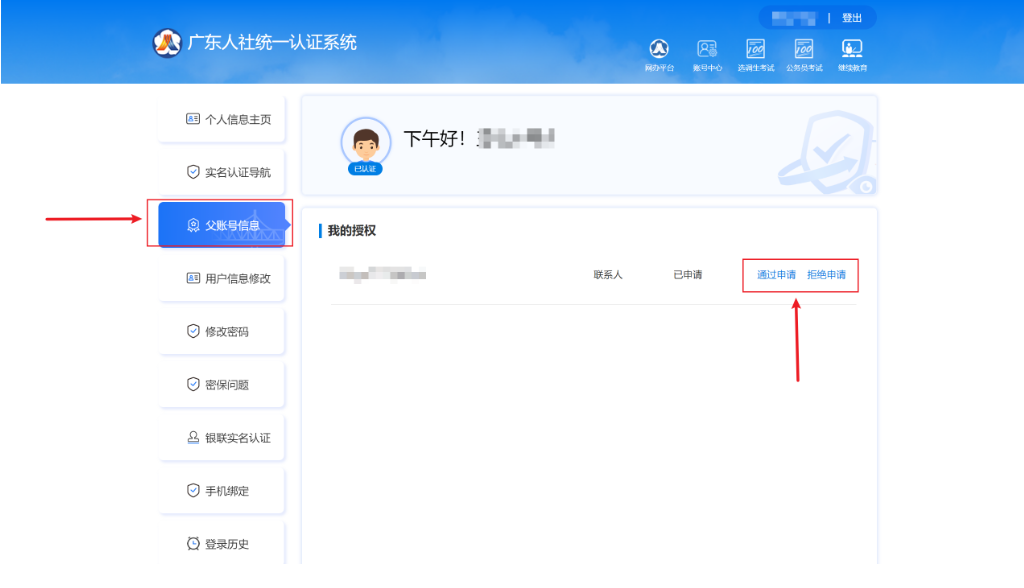 登出
广东人社统一认证系统
网办平台
账号中心
选调生考试
公务员考试
继续教育
个人信息主页
实名认证导航
父账号信息
用户信息修改
修改密码
密保问题
银联实名认证
手机绑定
登录历史
下午好!
已认证
我的授权
联系人 已申请 通过申请 拒绝申请